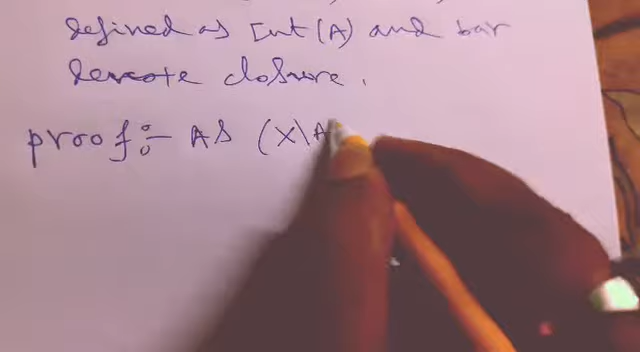 defined as Int (A) and bar
denote closure.
proof:- As (X\A